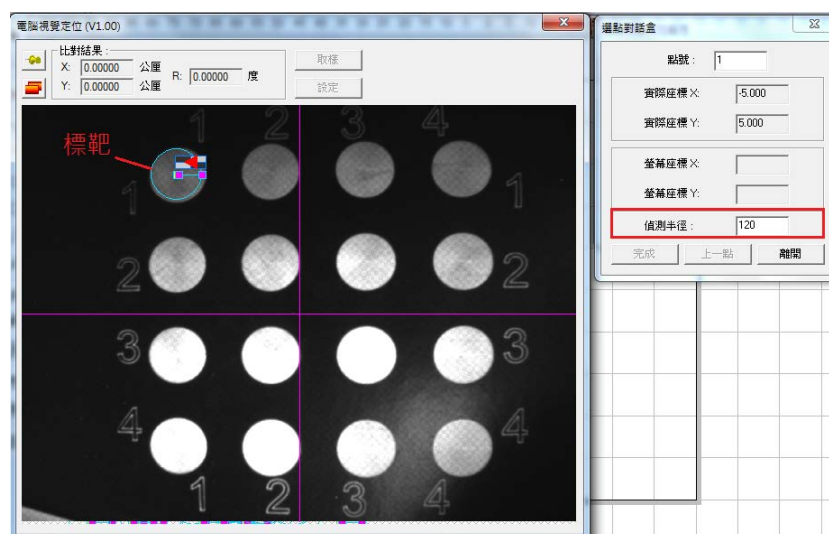 電腦視覺定位 (V1.00)
比對結果:
X: 0.00000 公厘
Y: 0.00000 公厘
R: 0.00000 度
取樣
設定
標靶
1 2 3 4
1 1
2 2
3 3
4 4
1 2 3 4
選點對話盒
點號: 1
實際座標 X: -5.000
實際座標 Y: 5.000
螢幕座標 X:
螢幕座標 Y:
偵測半徑: 120
完成 上一點 離開